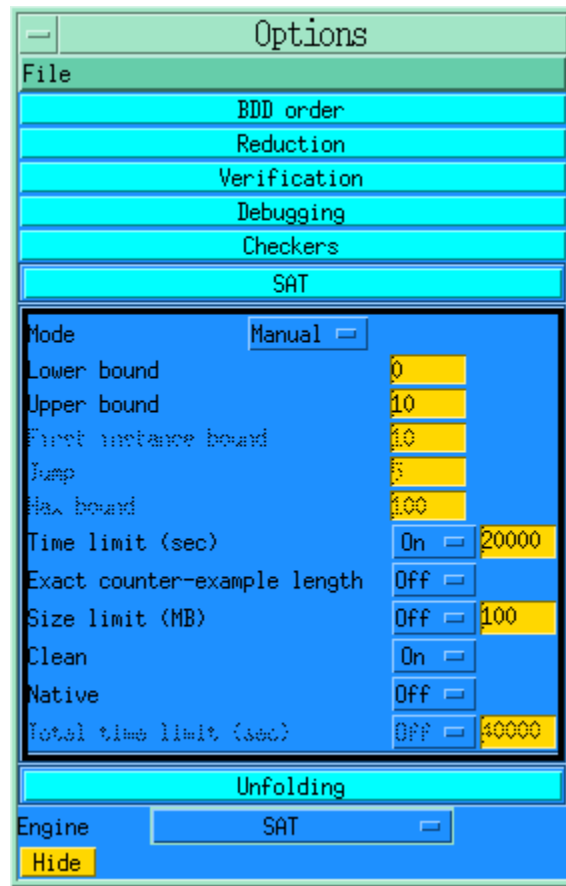 Options
File
BDD order
Reduction
Verification
Debugging
Checkers
SAT
Mode Manual
Lower bound 0
Upper bound 10
First instance bound 10
Jump 5
Max bound 100
Time limit (sec) On 20000
Exact counter-example length Off
Size limit (MB) Off 100
Clean On
Native Off
Total time limit (sec) Off 40000
Unfolding
Engine SAT
Hide